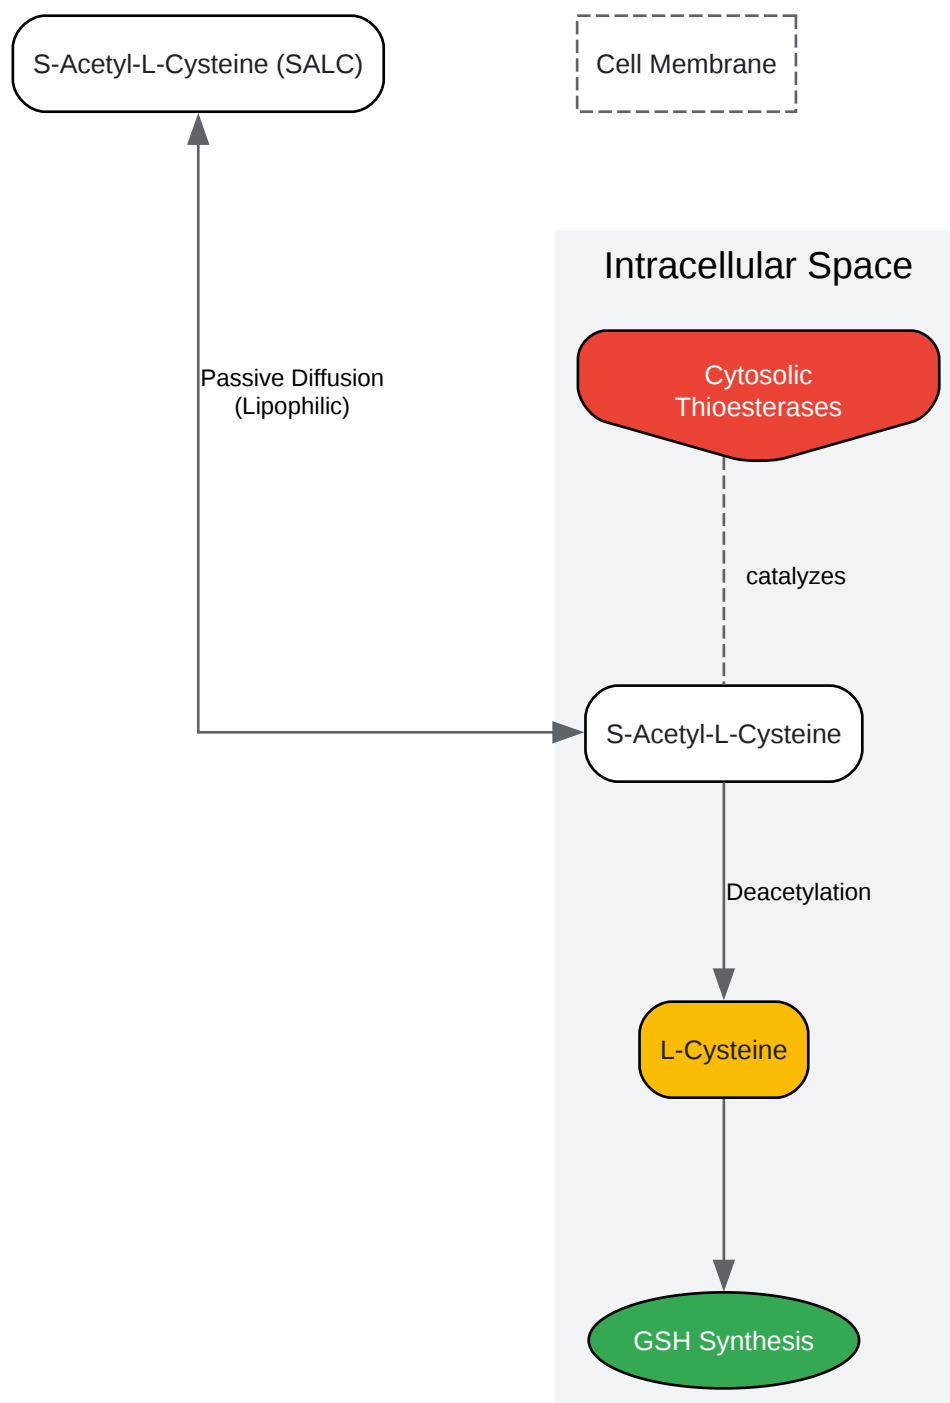 S-Acetyl-L-Cysteine (SALC)
Cell Membrane
Intracellular Space
Cytosolic
Thioesterases
Passive Diffusion
(Lipophilic)
catalyzes
S-Acetyl-L-Cysteine
Deacetylation
L-Cysteine
GSH Synthesis